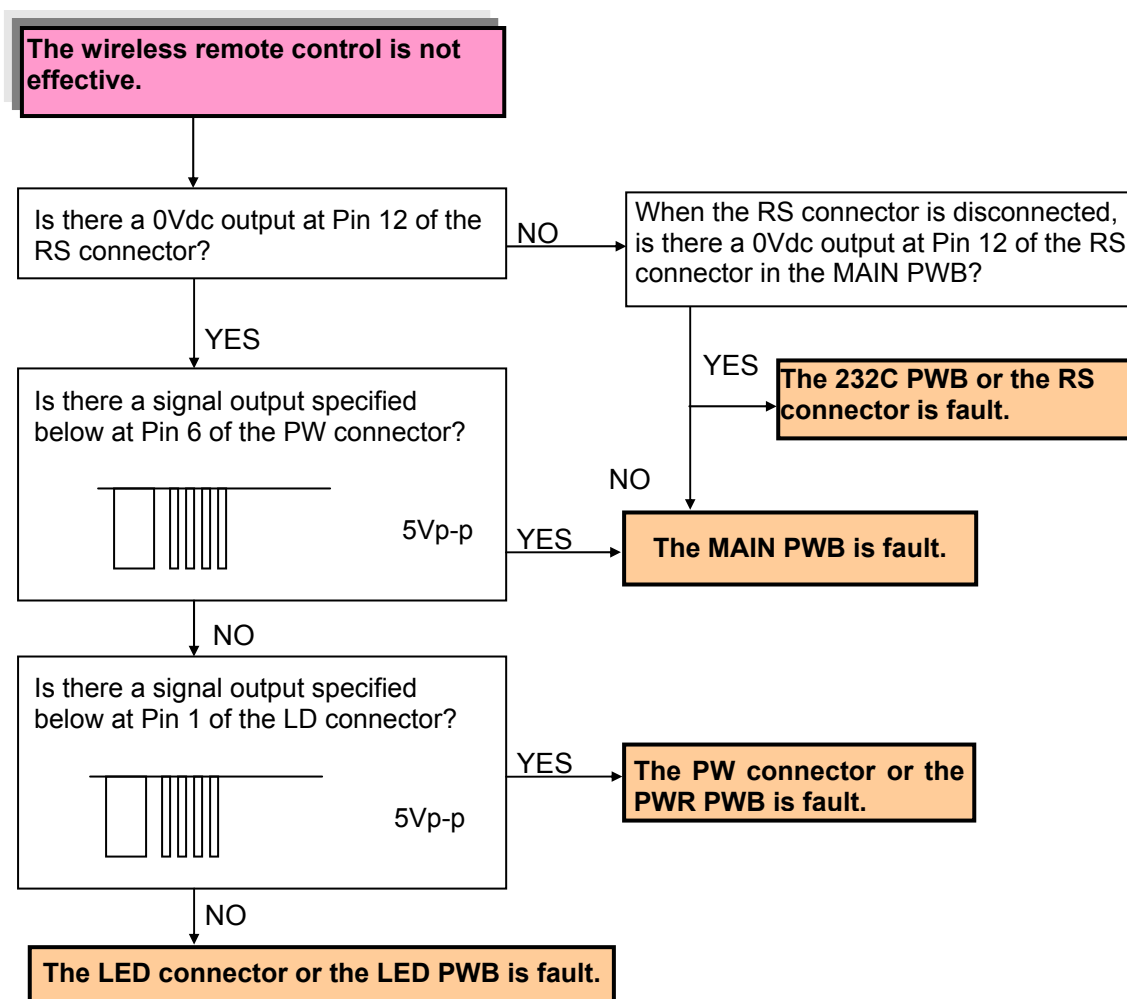 The wireless remote control is not
effective.
Is there a 0Vdc output at Pin 12 of the
RS connector?
NO
When the RS connector is disconnected,
is there a 0Vdc output at Pin 12 of the RS
connector in the MAIN PWB?
YES
YES
The 232C PWB or the RS
connector is fault.
Is there a signal output specified
below at Pin 6 of the PW connector?
5Vp-p
NO
YES
The MAIN PWB is fault.
NO
Is there a signal output specified
below at Pin 1 of the LD connector?
5Vp-p
YES
The PW connector or the
PWR PWB is fault.
NO
The LED connector or the LED PWB is fault.